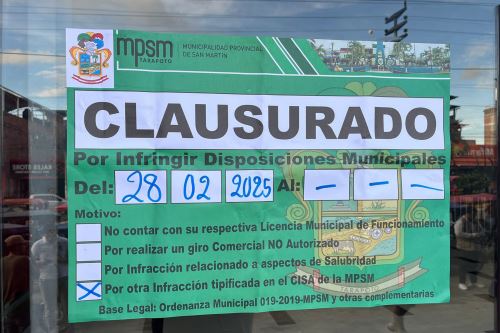 mpsm
TARAPOTO
MUNICIPALIDAD PROVINCIAL
DE SAN MARTÍN
CLAUSURADO
Por Infringir Disposiciones Municipales
Del: 28 02 2025 Al: - - -
Motivo:
No contar con su respectiva Licencia Municipal de Funcionamiento
Por realizar un giro Comercial NO Autorizado
Por Infracción relacionado a aspectos de Salubridad
X Por otra Infracción tipificada en el CISA de la MPSM
Base Legal: Ordenanza Municipal 019-2019-MPSM y otras complementarias
TARAPOTO